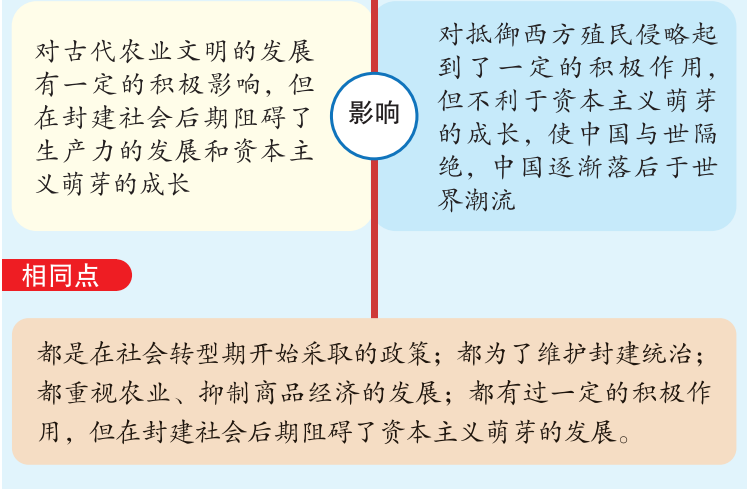 对古代农业文明的发展
有一定的积极影响，但
在封建社会后期阻碍了
生产力的发展和资本主
义萌芽的成长
影响
对抵御西方殖民侵略起
到了一定的积极作用，
但不利于资本主义萌芽
的成长，使中国与世隔
绝，中国逐渐落后于世
界潮流
相同点
都是在社会转型期开始采取的政策；都为了维护封建统治；
都重视农业、抑制商品经济的发展；都有过一定的积极作
用，但在封建社会后期阻碍了资本主义萌芽的发展。